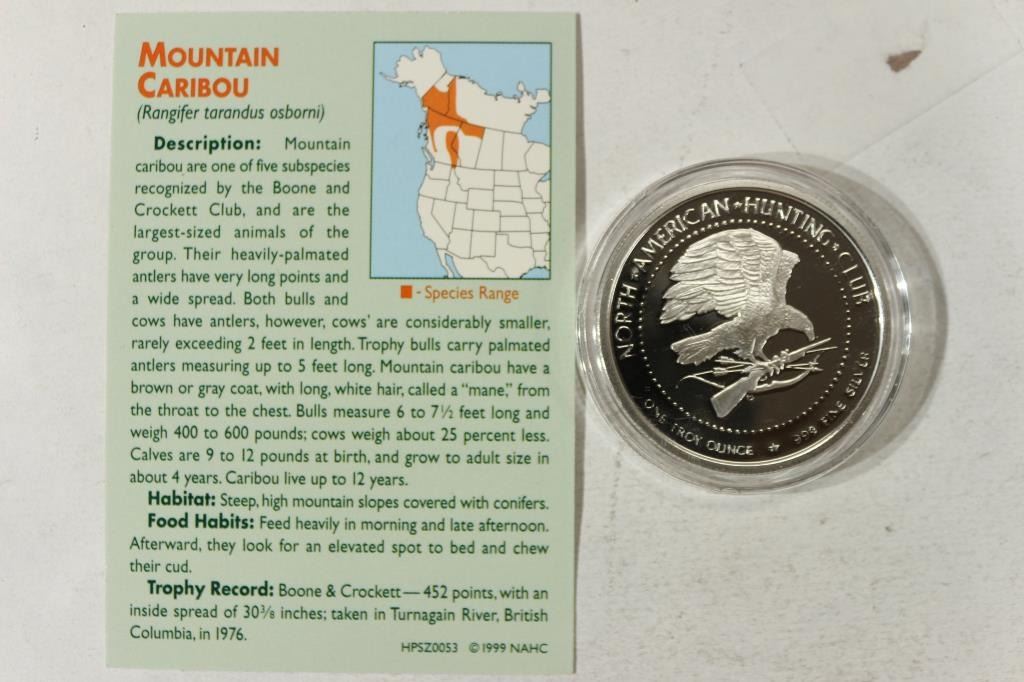 MOUNTAIN
CARIBOU
(Rangifer tarandus osborni)
Description: Mountain
caribou are one of five subspecies
recognized by the Boone and
Crockett Club, and are the
largest-sized animals of the
group. Their heavily-palmated
antlers have very long points and
a wide spread. Both bulls and
cows have antlers, however, cows' are considerably smaller,
rarely exceeding 2 feet in length. Trophy bulls carry palmated
antlers measuring up to 5 feet long. Mountain caribou have a
brown or gray coat, with long, white hair, called a “mane,” from
the throat to the chest. Bulls measure 6 to 7½ feet long and
weigh 400 to 600 pounds; cows weigh about 25 percent less.
Calves are 9 to 12 pounds at birth, and grow to adult size in
about 4 years. Caribou live up to 12 years.
Habitat: Steep, high mountain slopes covered with conifers.
Food Habits: Feed heavily in morning and late afternoon.
Afterward, they look for an elevated spot to bed and chew
their cud.
Trophy Record: Boone & Crockett — 452 points, with an
inside spread of 30⅜ inches; taken in Turnagain River, British
Columbia, in 1976.
HPSZ0053 © 1999 NAHC
- Species Range
NORTH ★ AMERICAN ★ HUNTING ★ CLUB
ONE TROY OUNCE ★ 999 FINE SILVER